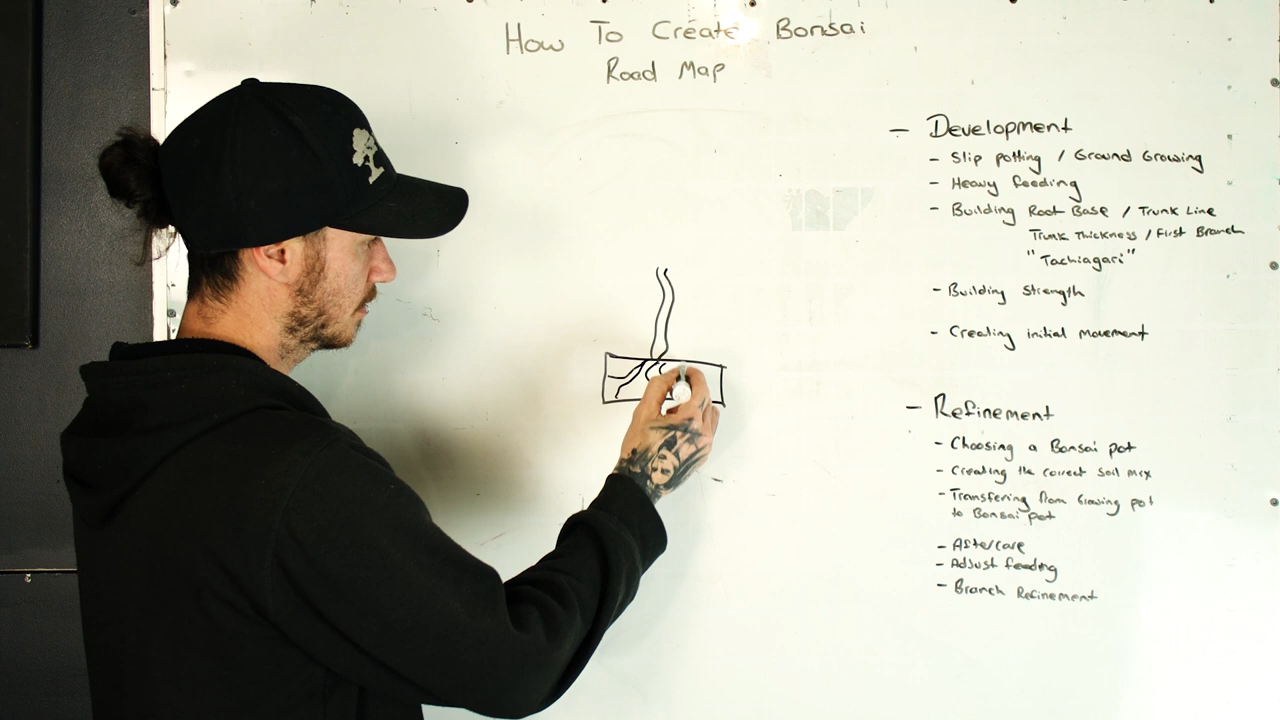 How To Create Bonsai
Road Map
- Development
- Slip potting / Ground Growing
- Heavy feeding
- Building Root Base / Trunk Line
Trunk Thickness / First Branch
"Tachiagari"
- Building Strength
- Creating initial movement
- Refinement
- Choosing a Bonsai pot
- Creating the correct soil mix
- Transfering from Growing pot
to Bonsai pot
- Aftercare
- Adjust feeding
- Branch Refinement